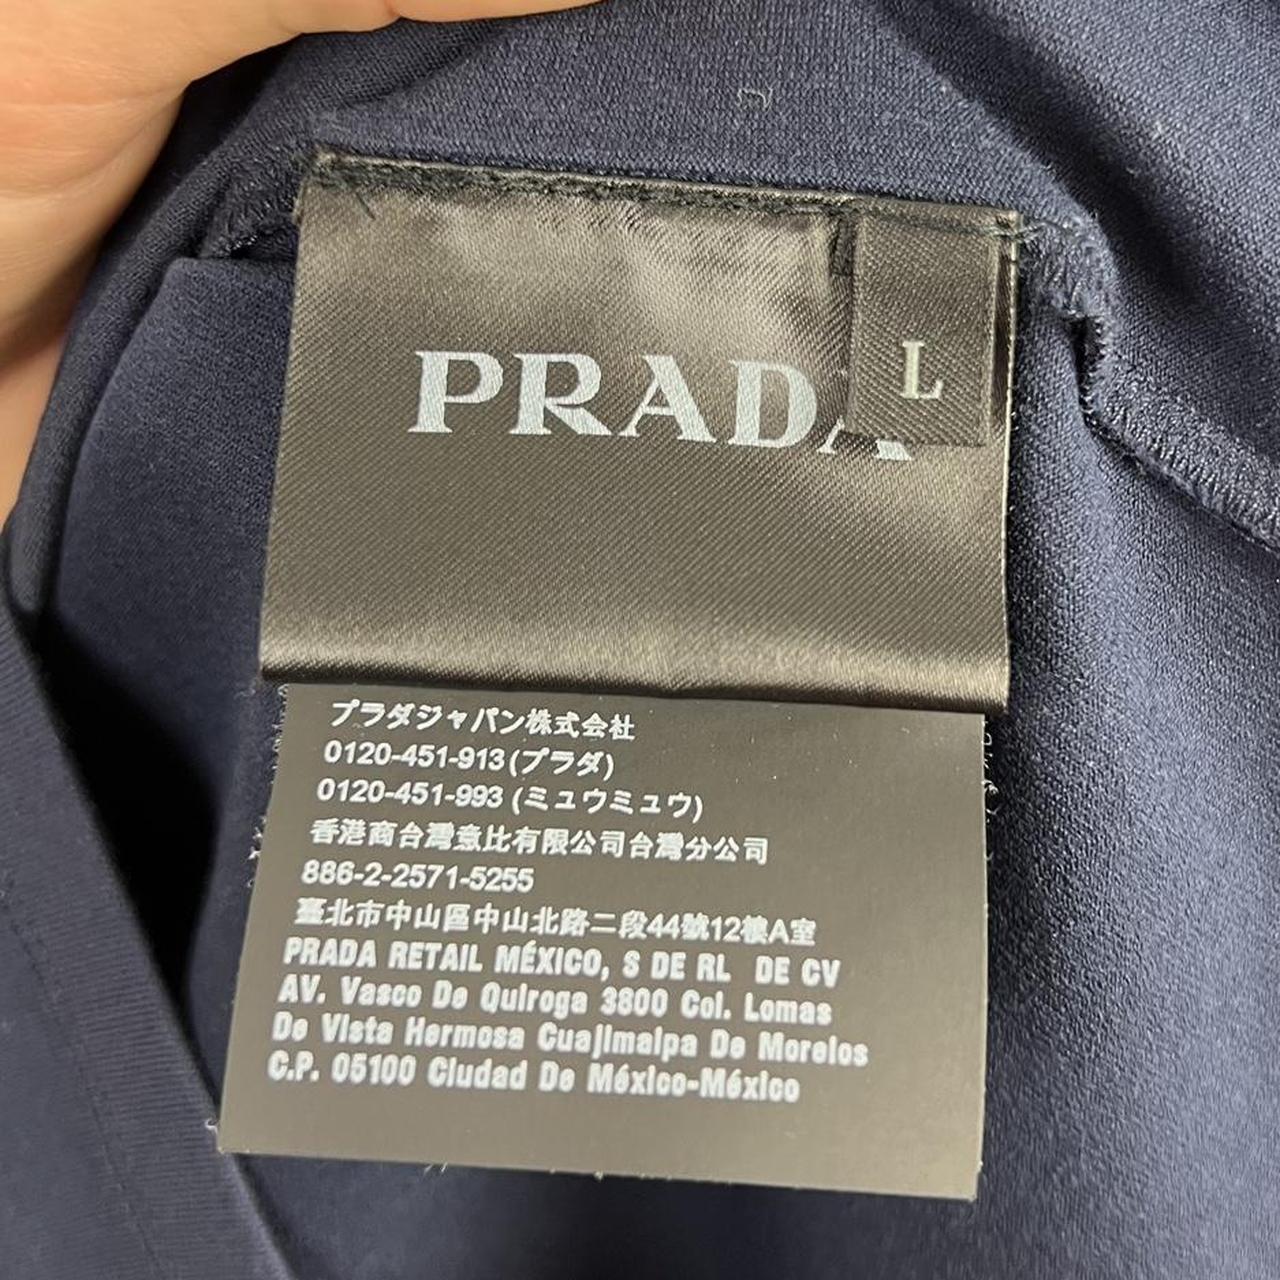 PRADA
L
プラダジャパン株式会社
0120-451-913(プラダ)
0120-451-993 (ミュウミュウ)
香港商台灣意比有限公司台灣分公司
886-2-2571-5255
臺北市中山區中山北路二段44號12樓A室
PRADA RETAIL MÉXICO, S DE RL DE CV
AV. Vasco De Quiroga 3800 Col. Lomas
De Vista Hermosa Cuajimalpa De Morelos
C.P. 05100 Ciudad De México-México